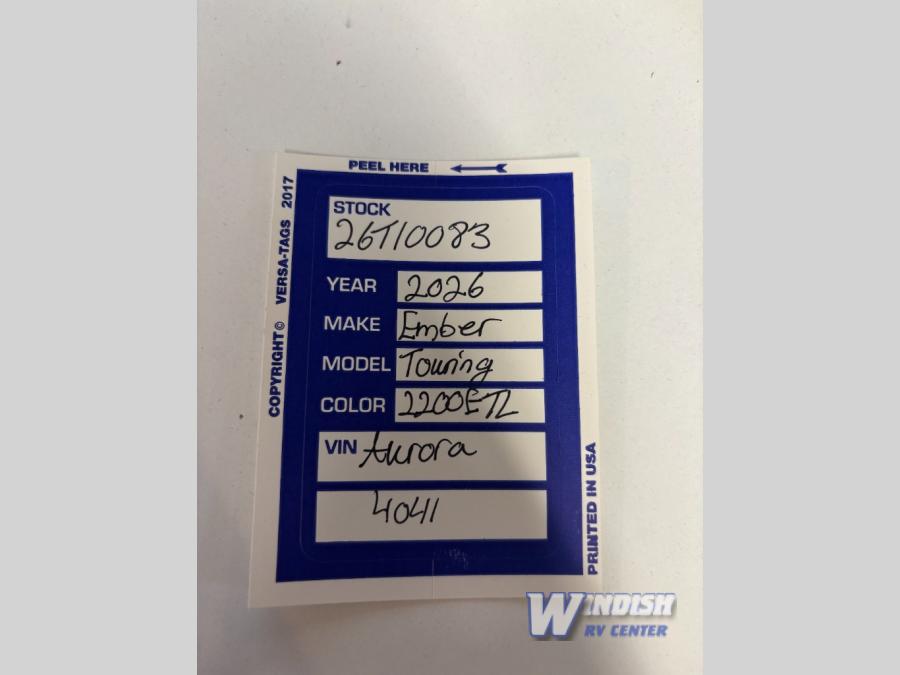 PEEL HERE
COPYRIGHT© VERSA-TAGS 2017
STOCK
26T10083
YEAR 2026
MAKE Ember
MODEL Touring
COLOR 2200ETL
VIN Aurora
4041
PRINTED IN USA
WINDISH
RV CENTER